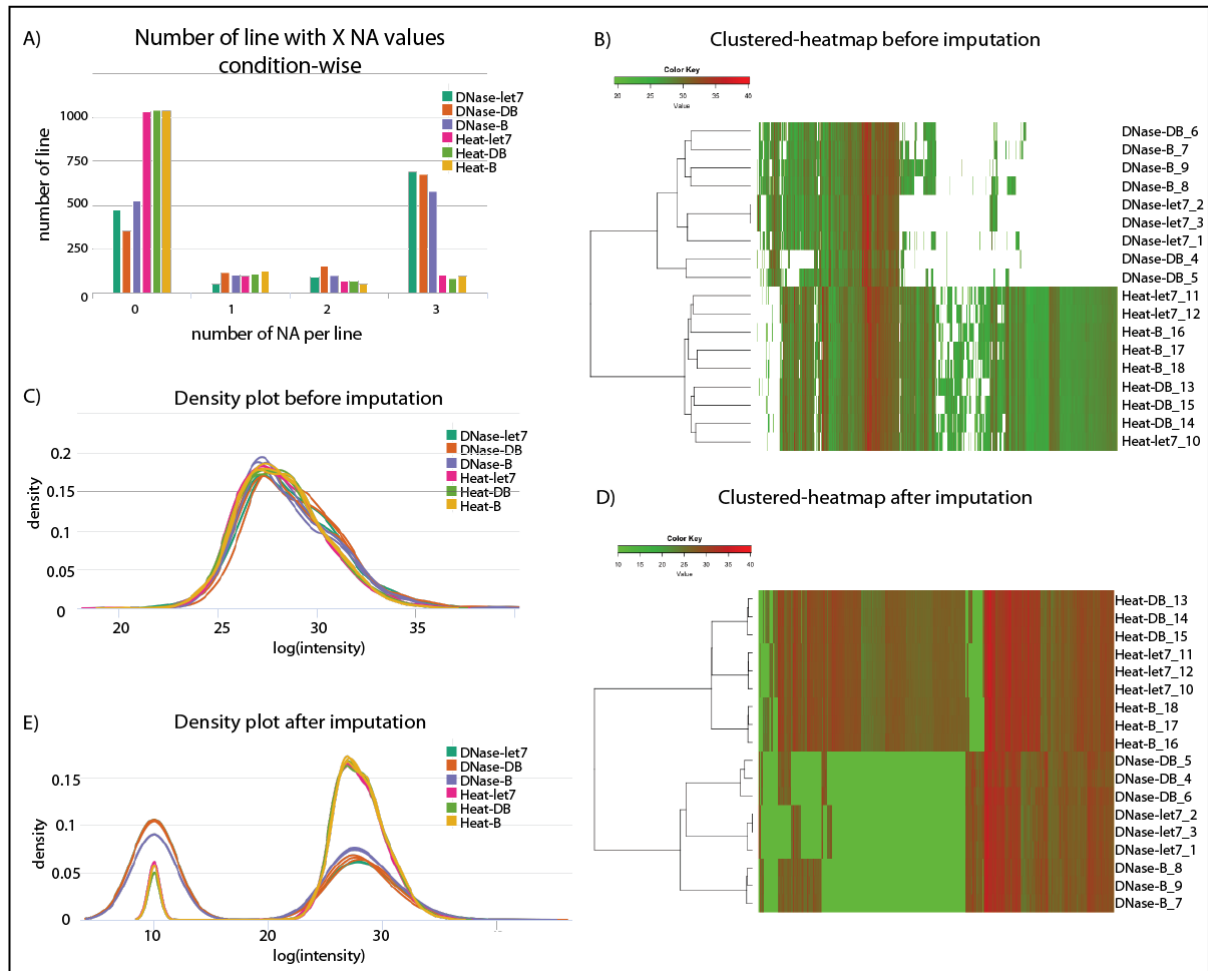 A)
Number of line with X NA values
condition-wise
DNase-let7
DNase-DB
DNase-B
Heat-let7
Heat-DB
Heat-B
1000
750
500
250
0
number of line
0 1 2 3
number of NA per line
B)
Clustered-heatmap before imputation
Color Key
20 25 30 35 40
Value
DNase-DB_6
DNase-B_7
DNase-B_9
DNase-B_8
DNase-let7_2
DNase-let7_3
DNase-let7_1
DNase-DB_4
DNase-DB_5
Heat-let7_11
Heat-let7_12
Heat-B_16
Heat-B_17
Heat-B_18
Heat-DB_13
Heat-DB_15
Heat-DB_14
Heat-let7_10
C)
Density plot before imputation
DNase-let7
DNase-DB
DNase-B
Heat-let7
Heat-DB
Heat-B
0.2
0.15
0.1
0.05
0
density
20 25 30 35
log(intensity)
D)
Clustered-heatmap after imputation
Color Key
10 15 20 25 30 35 40
Value
Heat-DB_13
Heat-DB_14
Heat-DB_15
Heat-let7_11
Heat-let7_12
Heat-let7_10
Heat-B_18
Heat-B_17
Heat-B_16
DNase-DB_5
DNase-DB_4
DNase-DB_6
DNase-let7_2
DNase-let7_3
DNase-let7_1
DNase-B_8
DNase-B_9
DNase-B_7
E)
Density plot after imputation
DNase-let7
DNase-DB
DNase-B
Heat-let7
Heat-DB
Heat-B
0.15
0.1
0.05
0
density
10 20 30
log(intensity)